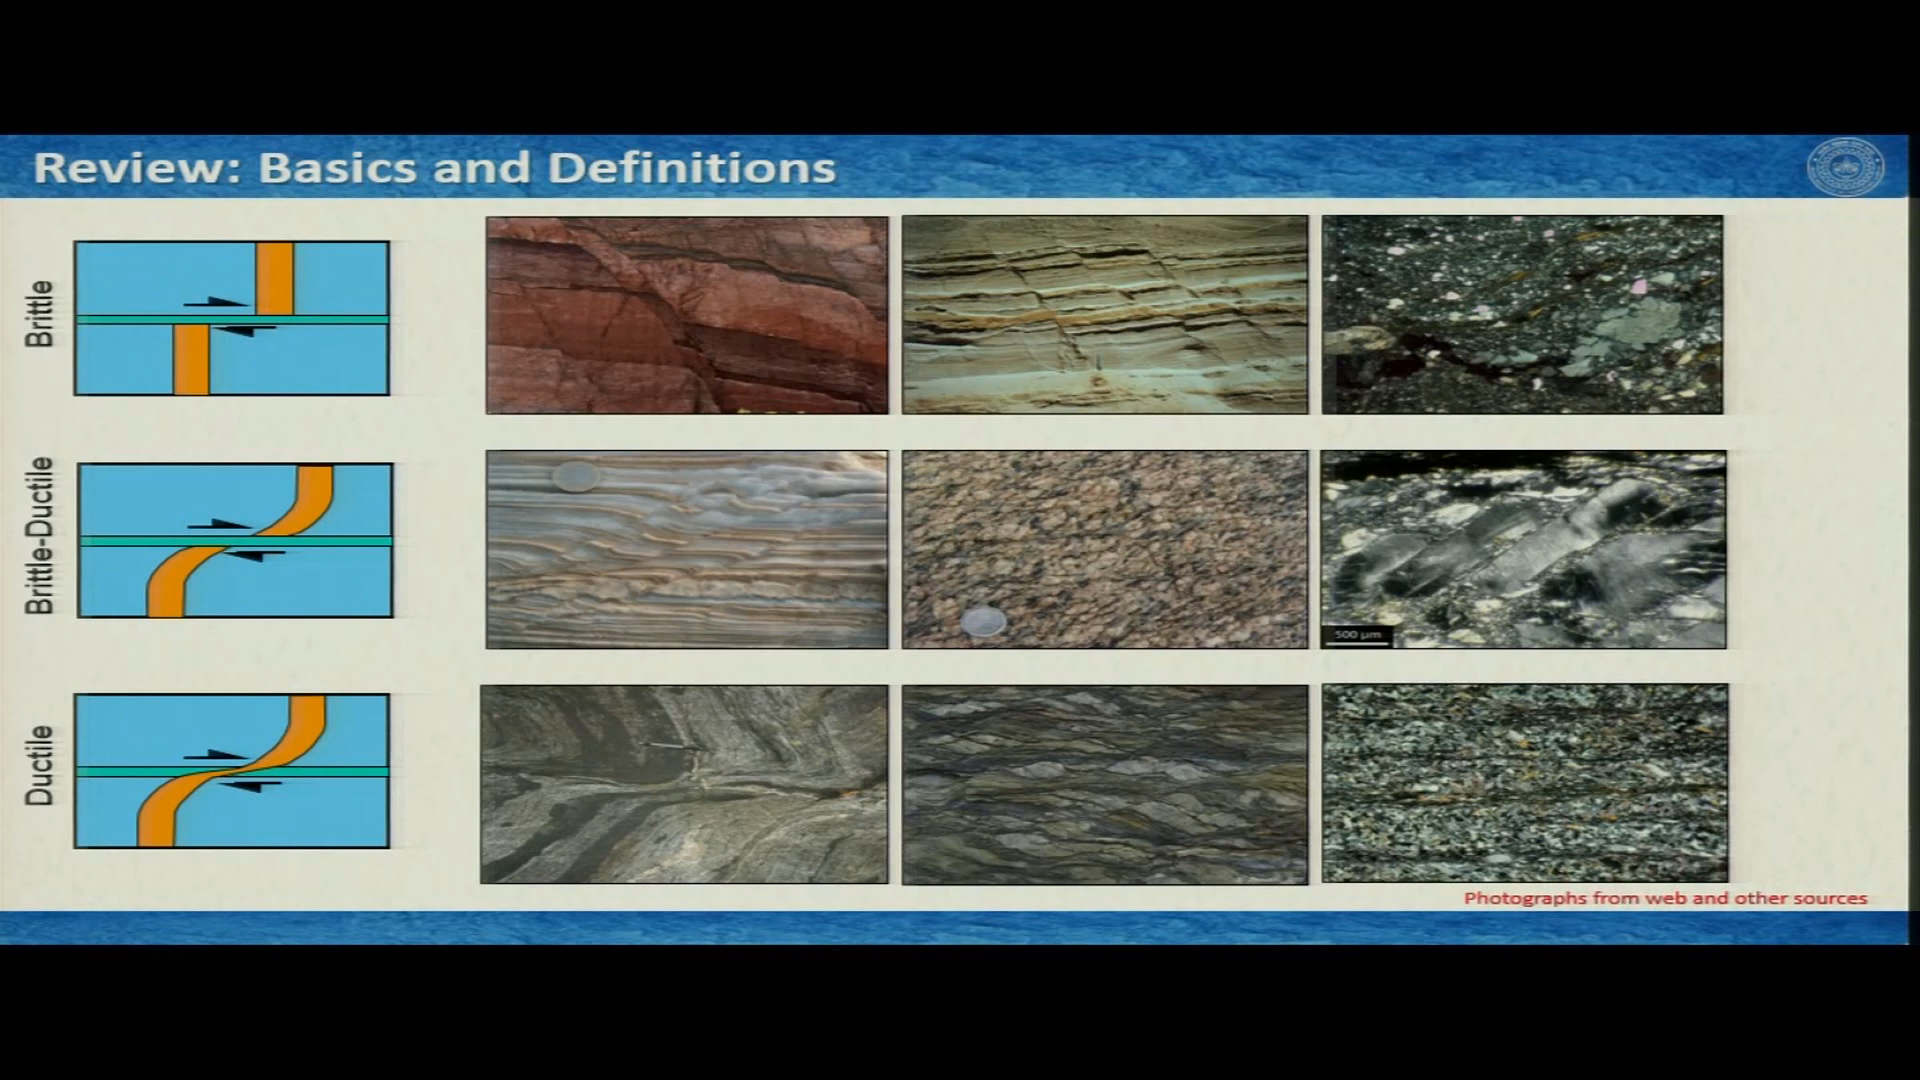 Review: Basics and Definitions
Brittle
Brittle-Ductile
500 µm
Ductile
Photographs from web and other sources